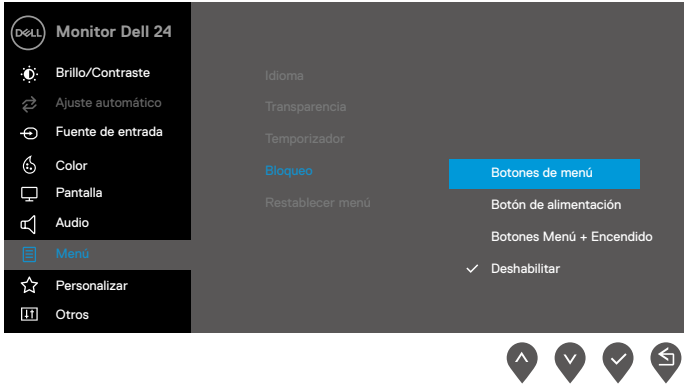 DELL
Monitor Dell 24
Brillo/Contraste
Ajuste automático
Fuente de entrada
Color
Pantalla
Audio
Menú
Personalizar
Otros
Idioma
Transparencia
Temporizador
Bloqueo
Restablecer menú
Botones de menú
Botón de alimentación
Botones Menú + Encendido
Deshabilitar